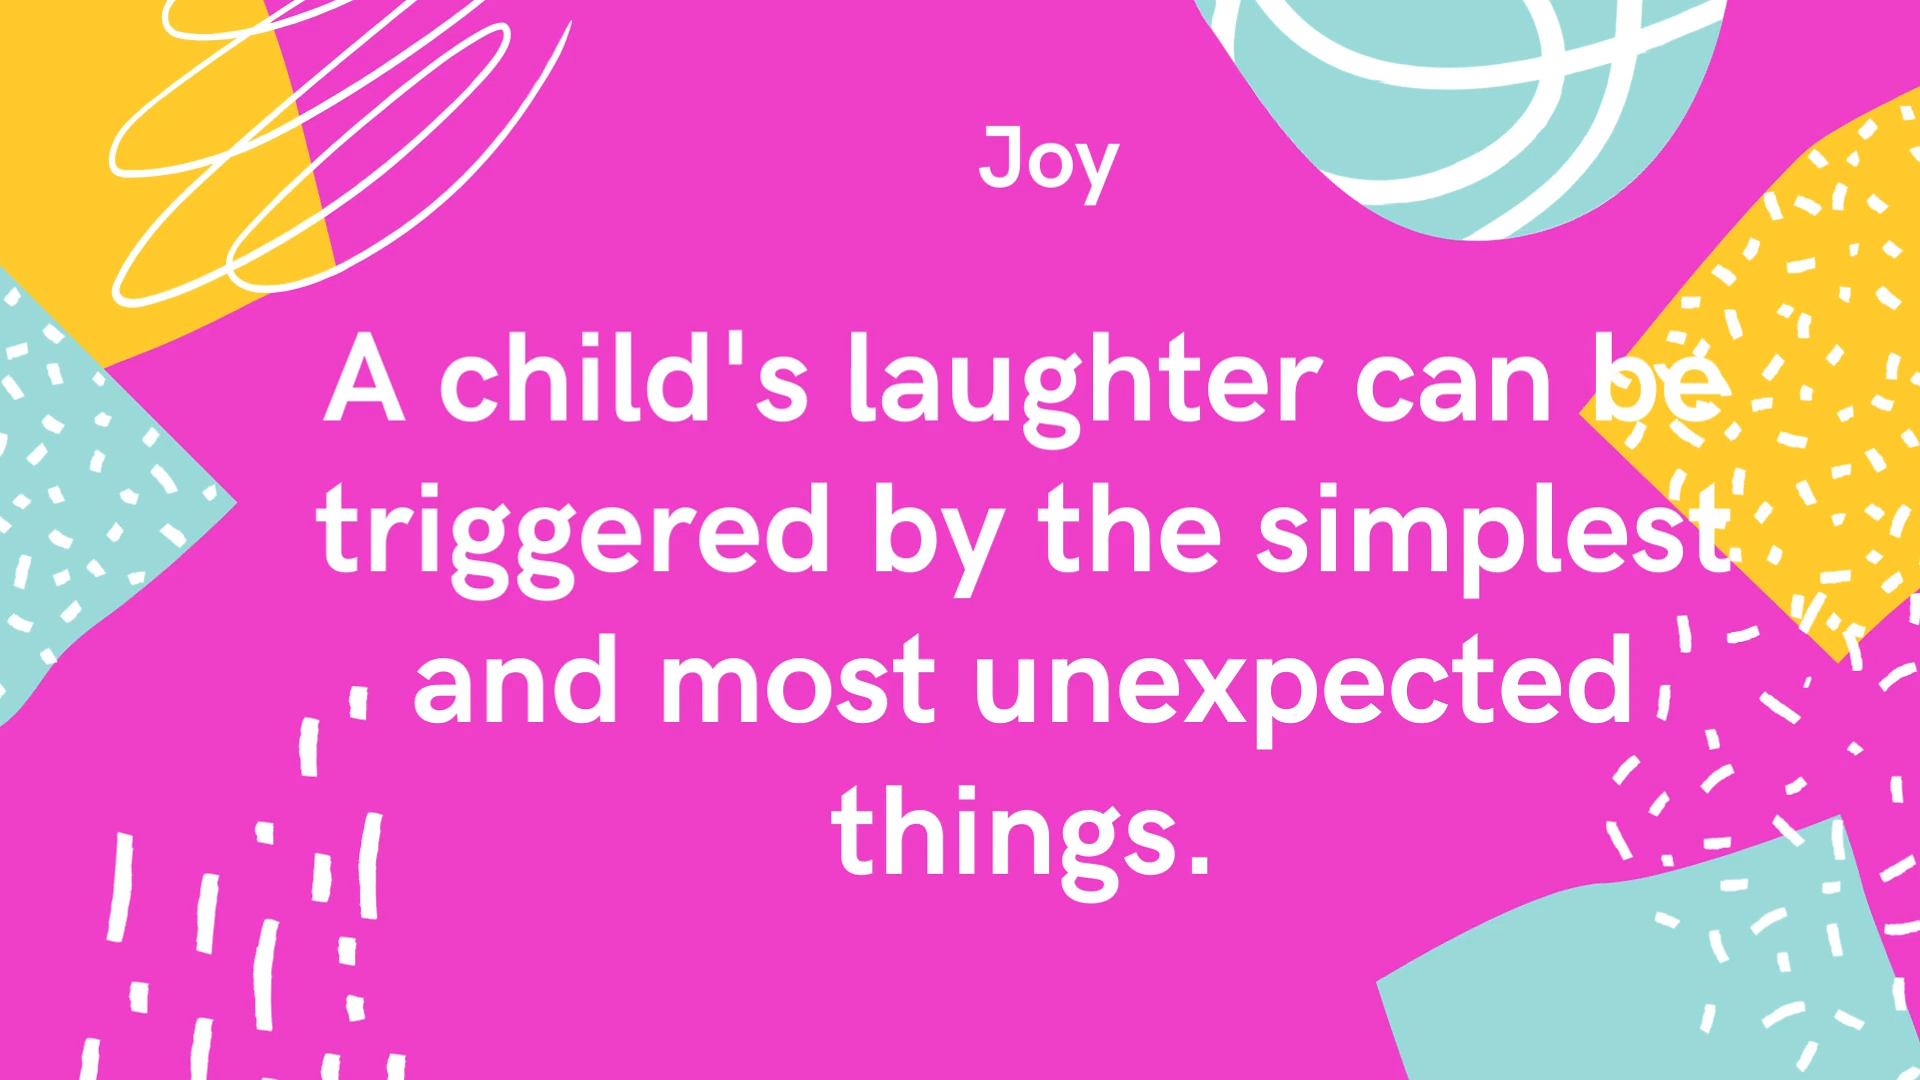 Joy
A child's laughter can be
triggered by the simplest
and most unexpected
things.